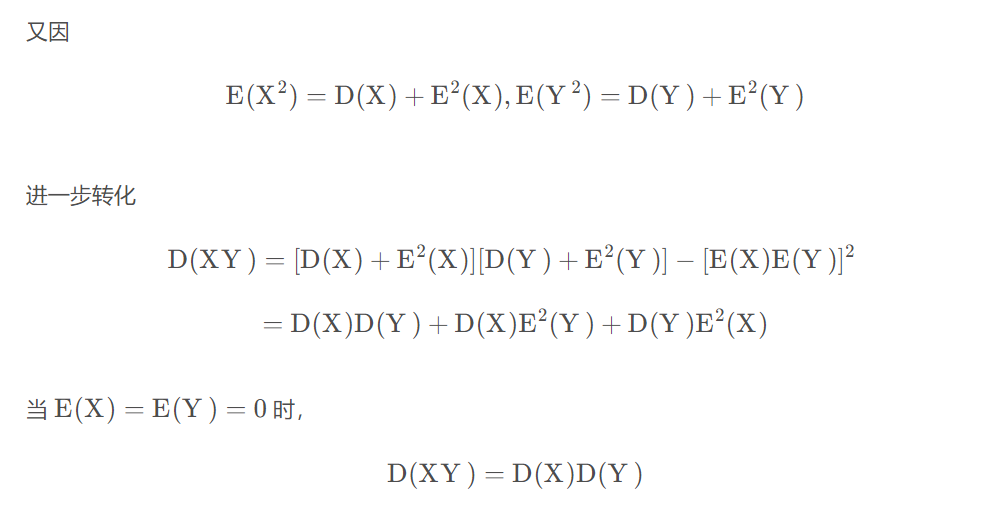 又因
E(X²) = D(X) + E²(X), E(Y²) = D(Y) + E²(Y)
进一步转化
D(XY) = [D(X) + E²(X)][D(Y) + E²(Y)] − [E(X)E(Y)]²
= D(X)D(Y) + D(X)E²(Y) + D(Y)E²(X)
当 E(X) = E(Y) = 0 时，
D(XY) = D(X)D(Y)